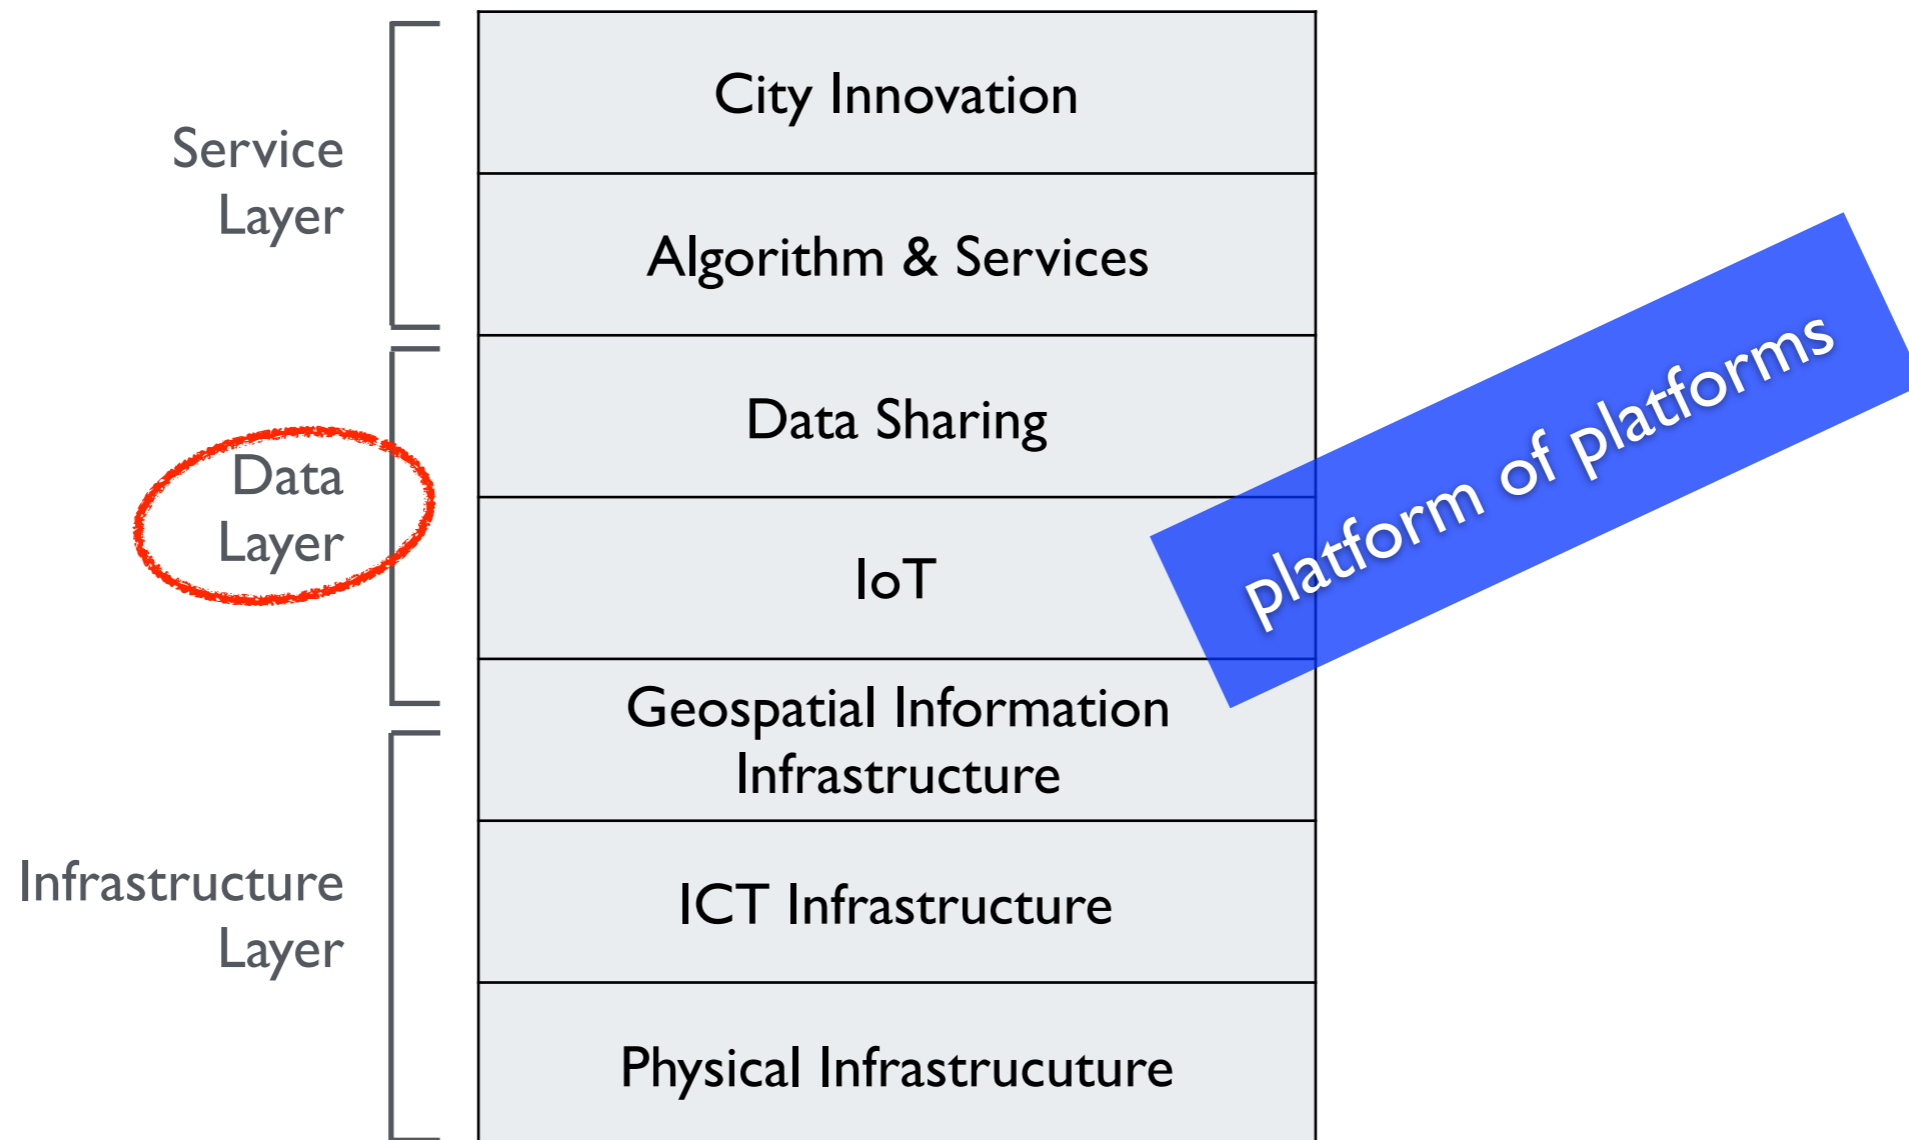 Service
Layer
City Innovation
Algorithm & Services
Data
Layer
Data Sharing
IoT
platform of platforms
Infrastructure
Layer
Geospatial Information
Infrastructure
ICT Infrastructure
Physical Infrastrucuture